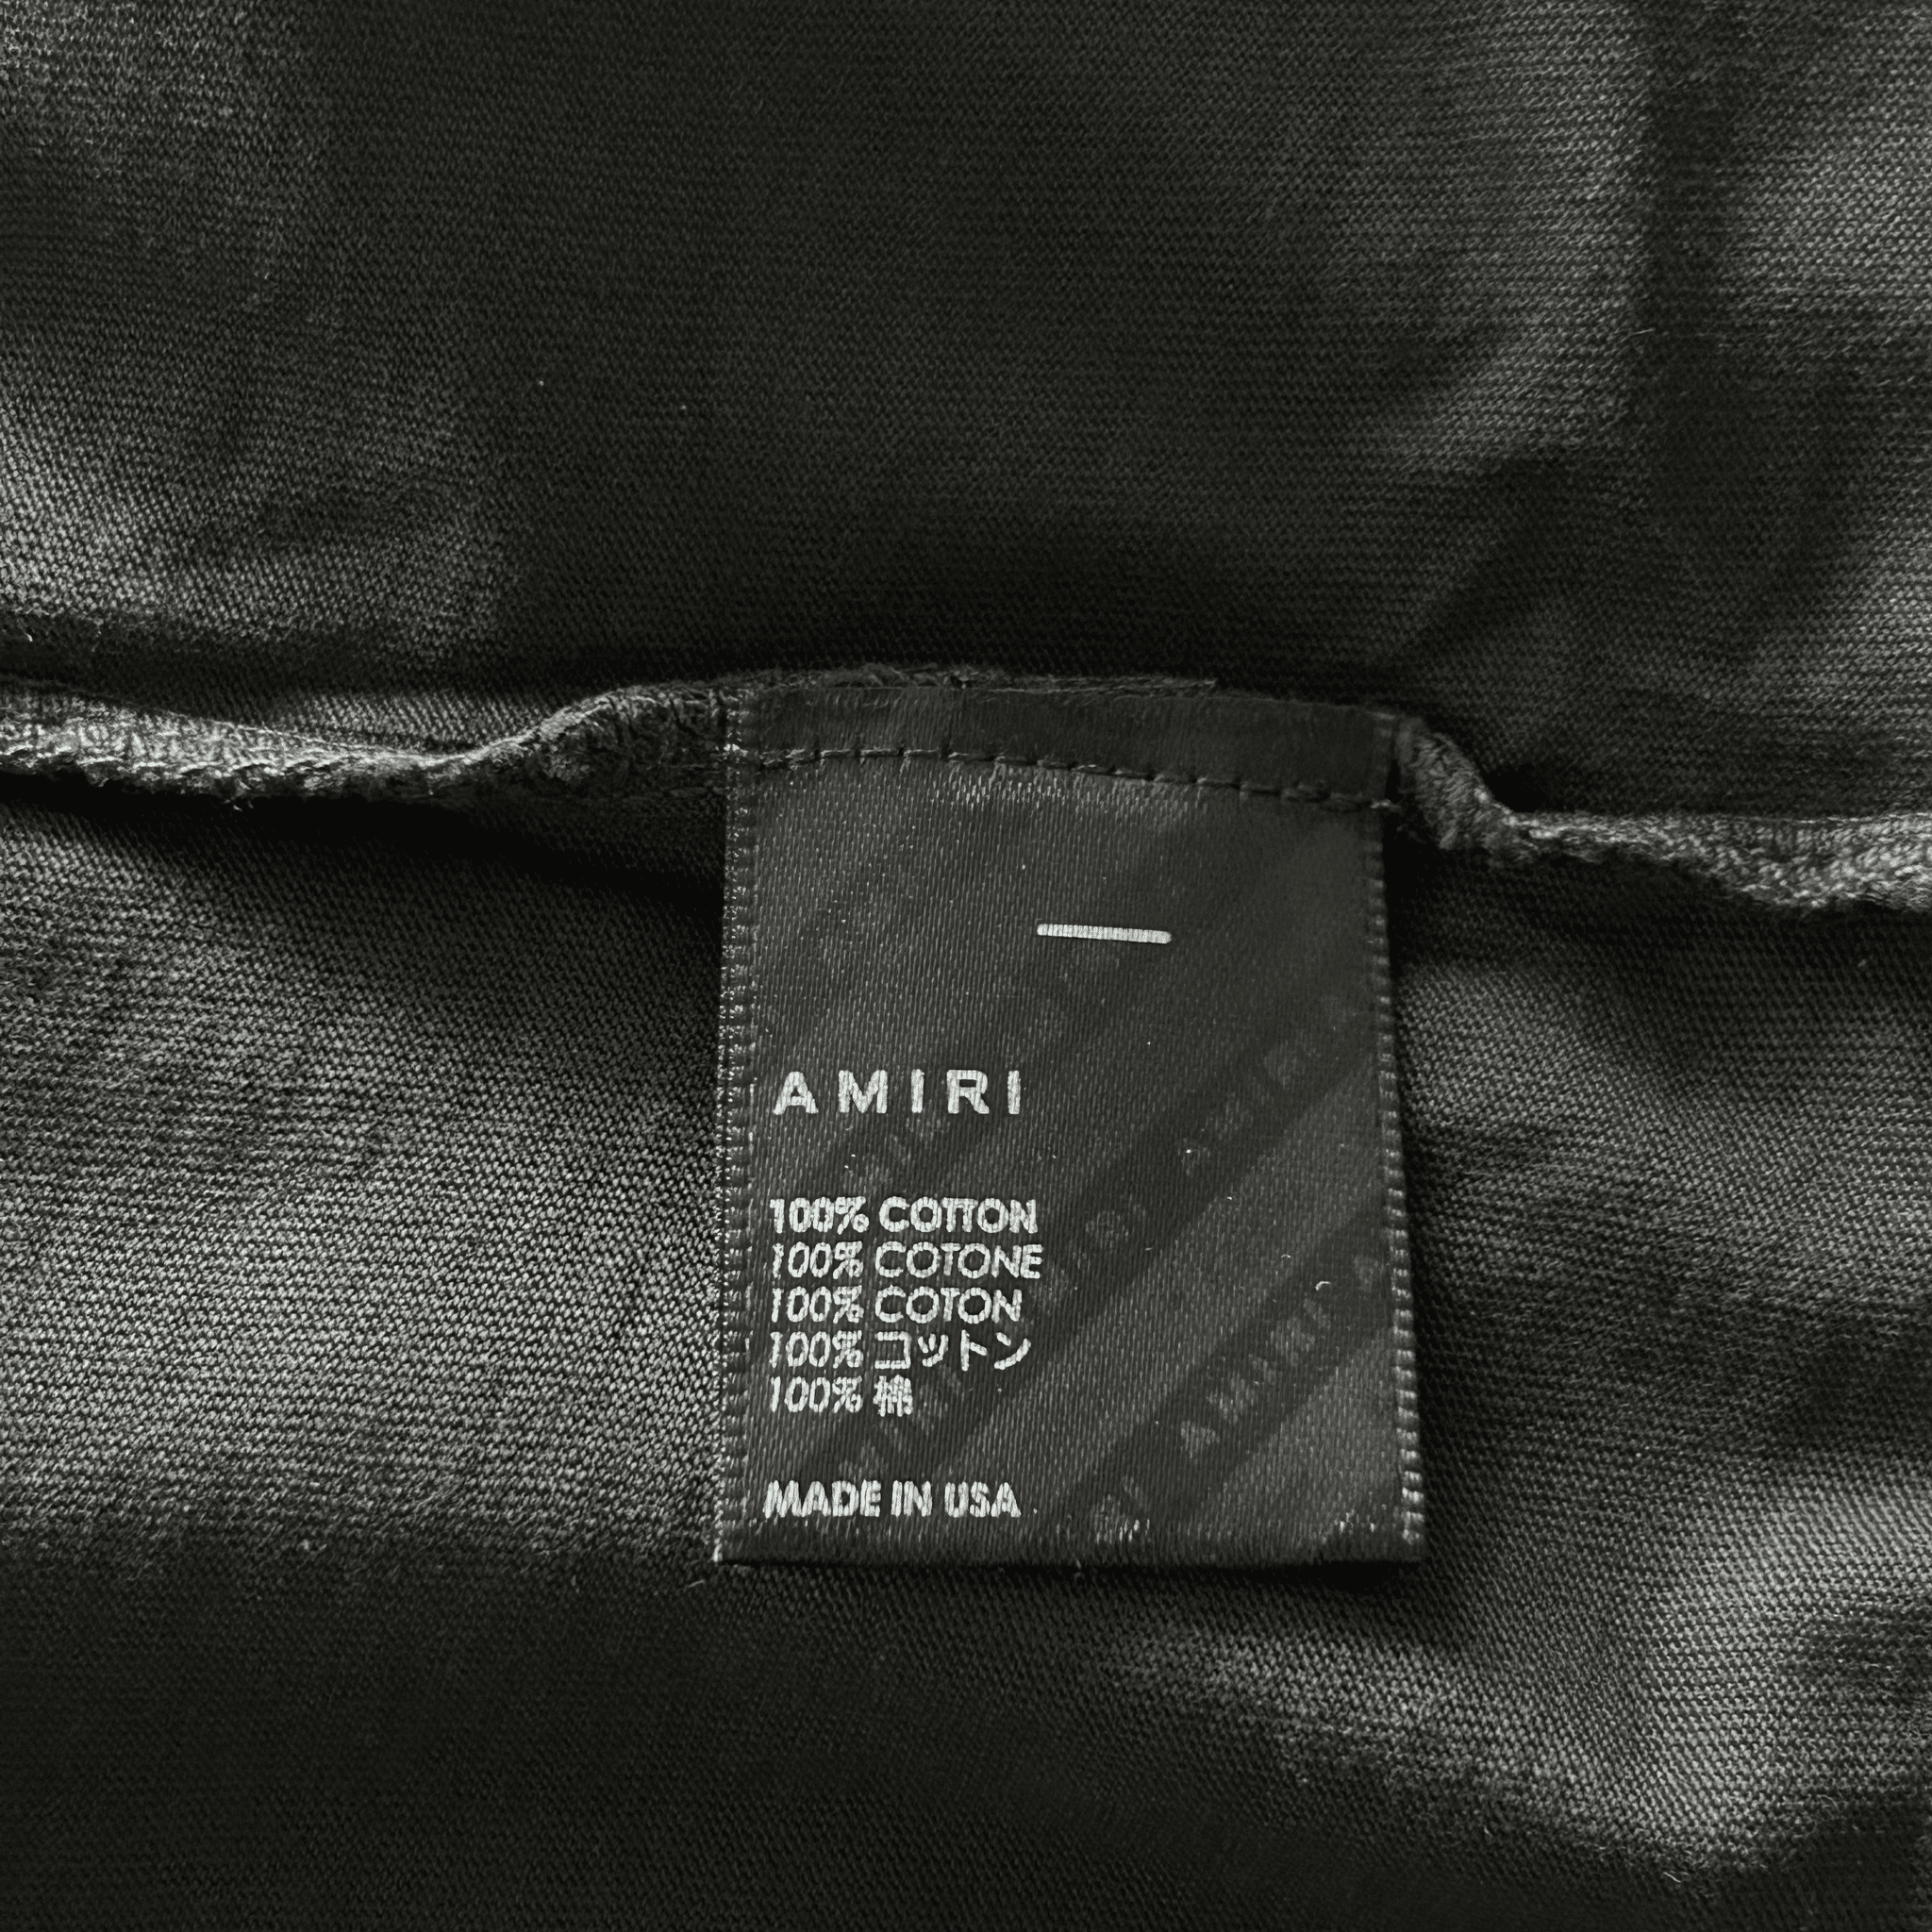 AMIRI
100% COTTON
100% COTONE
100% COTON
100% コットン
100% 棉
MADE IN USA